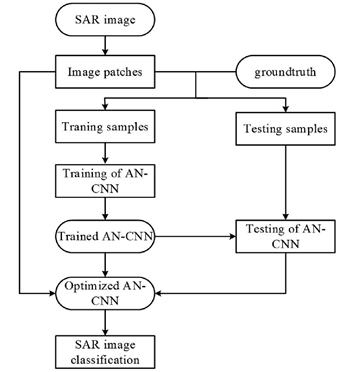 SAR image
Image patches
groundtruth
Traning samples
Testing samples
Training of AN-
CNN
Trained AN-CNN
Testing of AN-
CNN
Optimized AN-
CNN
SAR image
classification